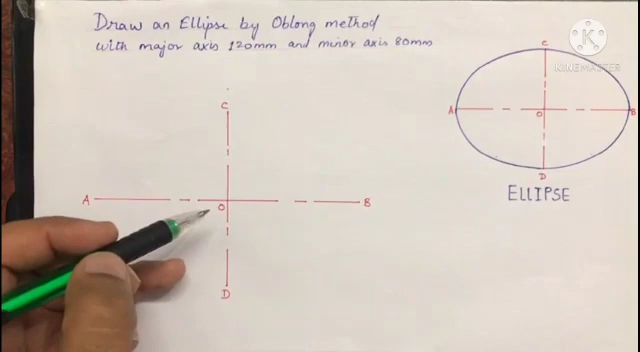 Draw an Ellipse by Oblong method
with major axis 120mm and minor axis 80mm
C
KINEMASTER
A
O
B
D
ELLIPSE
C
A
O
B
D